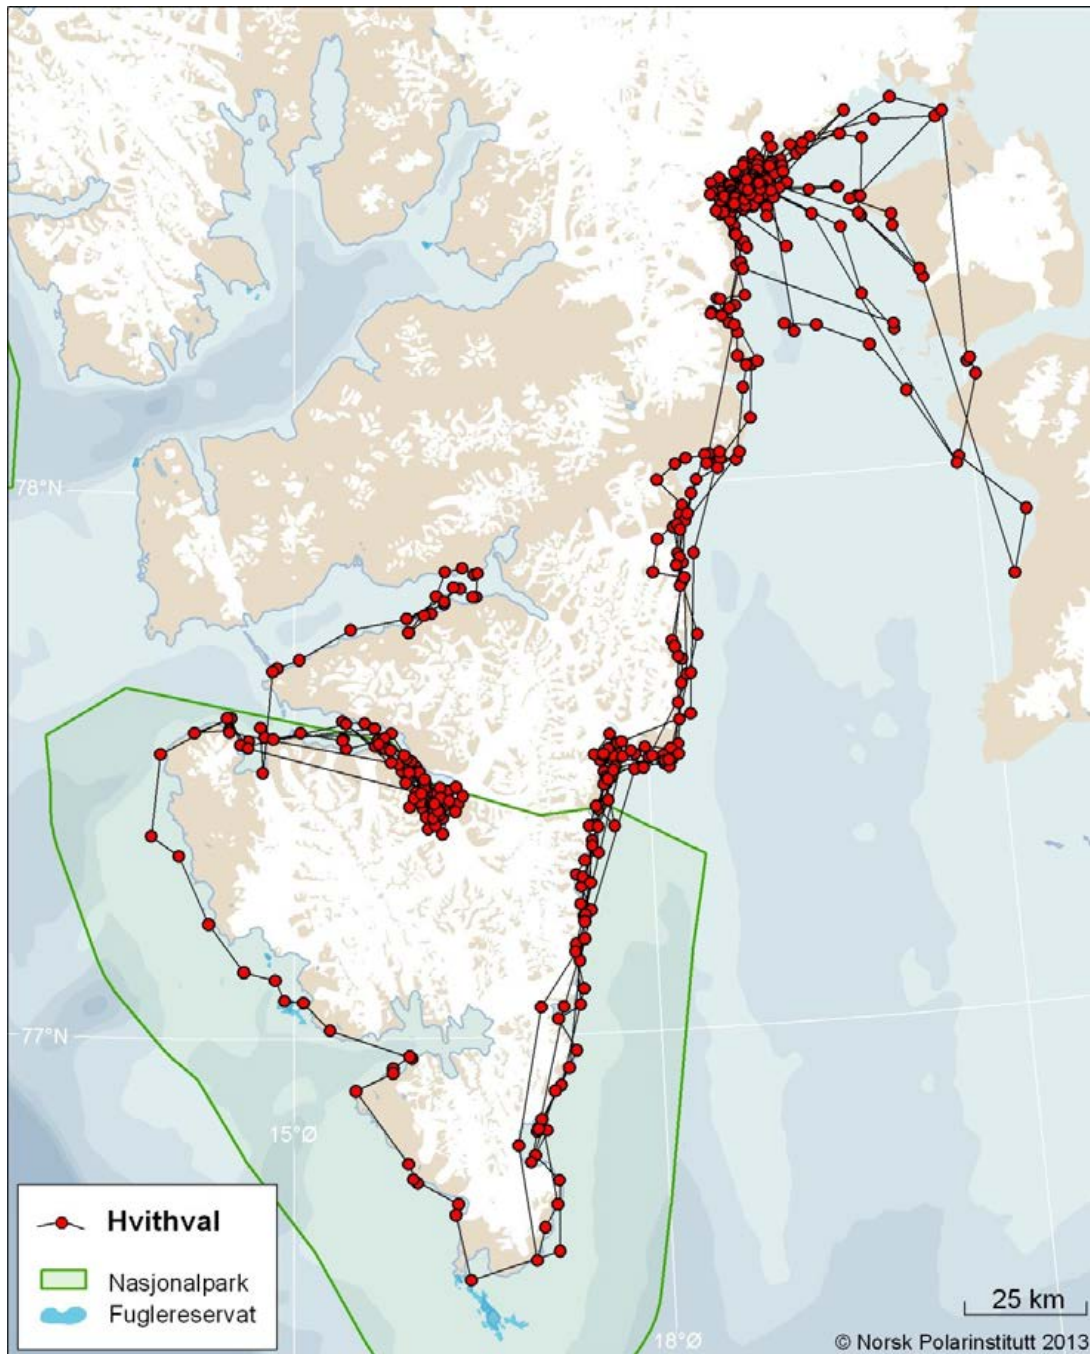 78°N
77°N
15°Ø
18°Ø
Hvithval
Nasjonalpark
Fuglereservat
25 km
© Norsk Polarinstitutt 2013